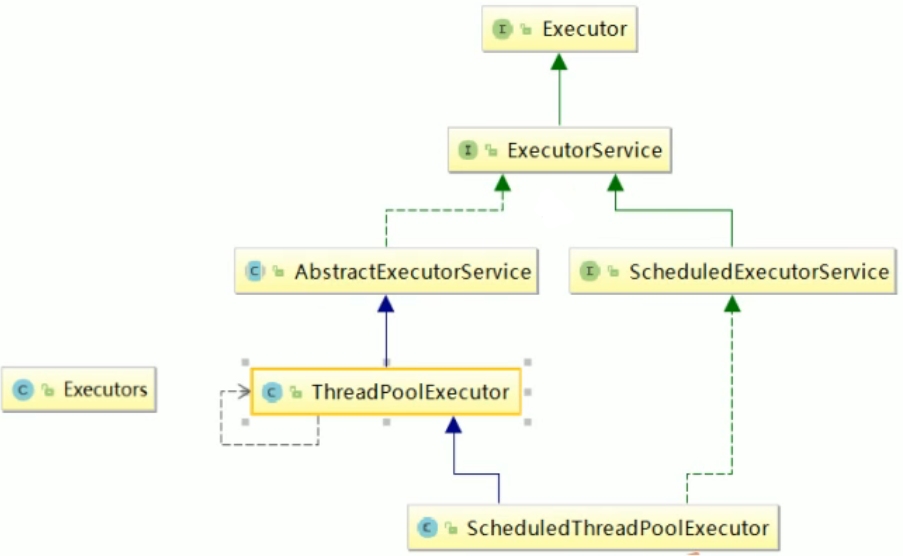 I Executor
I ExecutorService
C AbstractExecutorService
I ScheduledExecutorService
C Executors
C ThreadPoolExecutor
C ScheduledThreadPoolExecutor